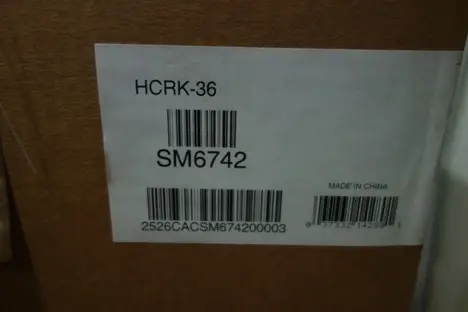 HCRK-36
SM6742
MADE IN CHINA
2526CACSM674200003